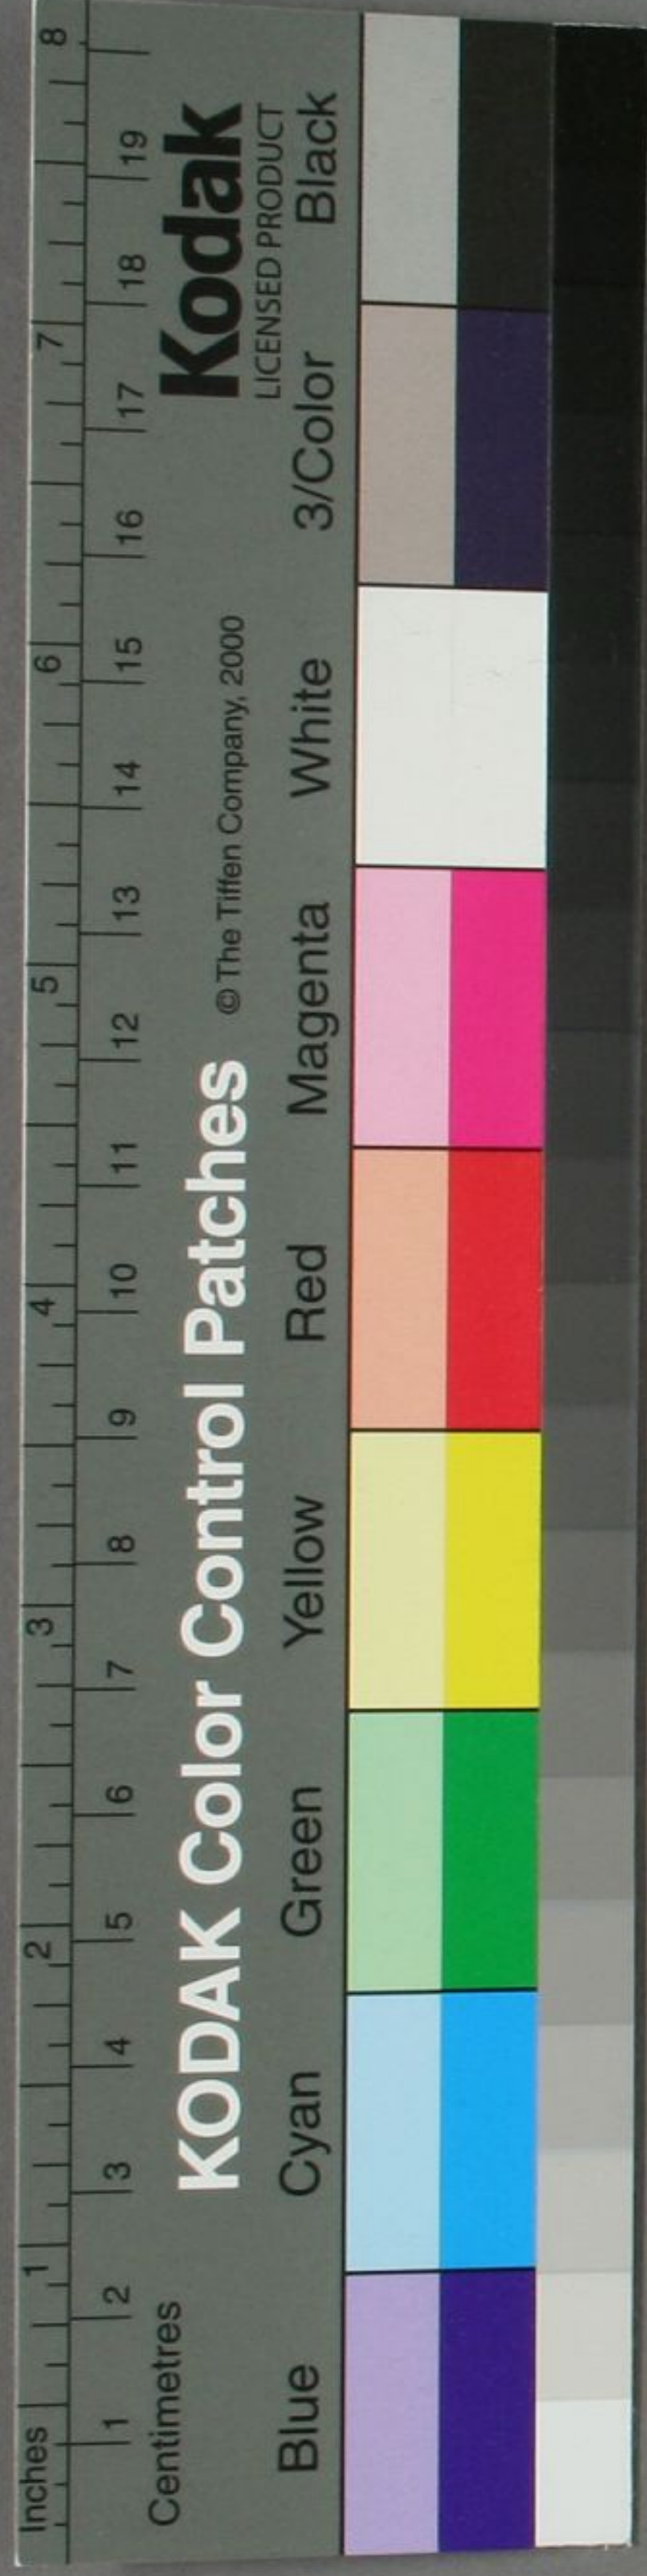 Inches 1 2 3 4 5 6 7 8
1 2 3 4 5 6 7 8 9 10 11 12 13 14 15 16 17 18 19
Centimetres
KODAK Color Control Patches © The Tiffen Company, 2000
Kodak
LICENSED PRODUCT
Blue Cyan Green Yellow Red Magenta White 3/Color Black